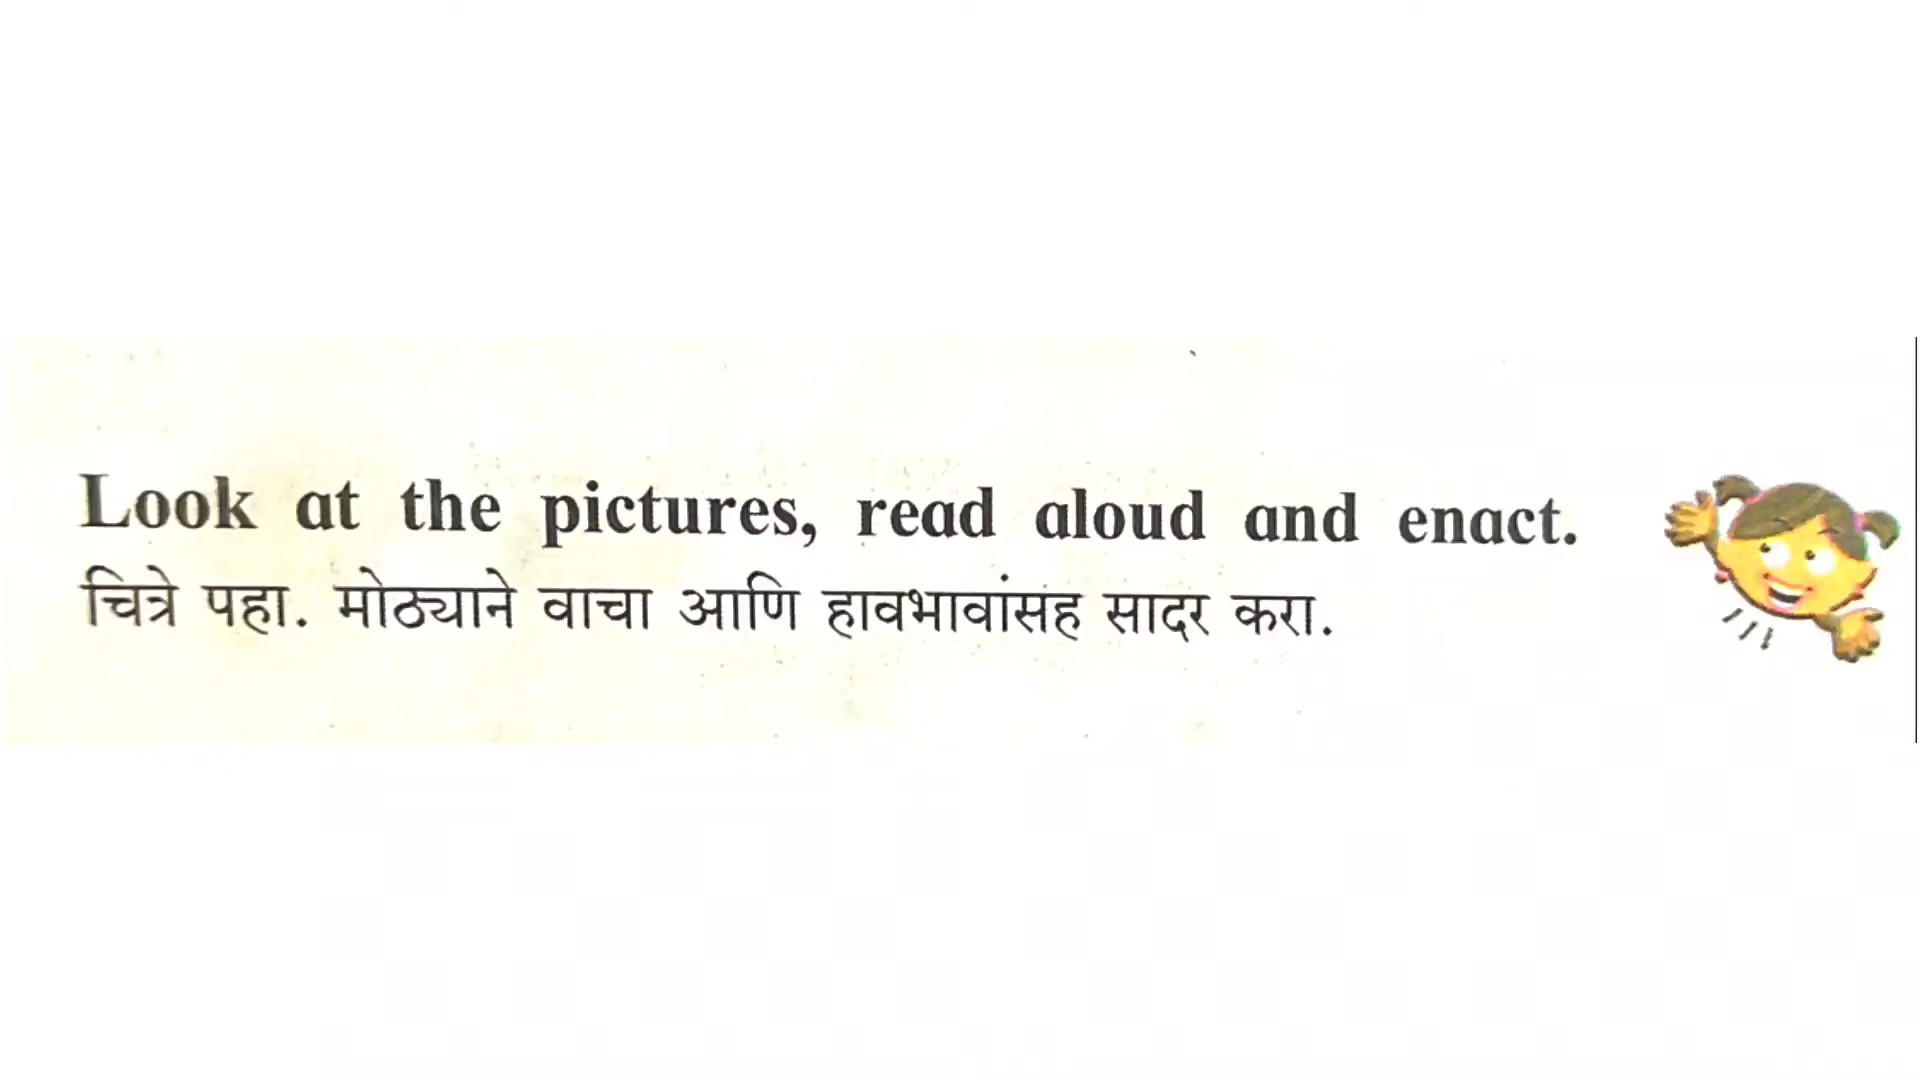 Look at the pictures, read aloud and enact.
चित्रे पहा. मोठ्याने वाचा आणि हावभावांसह सादर करा.